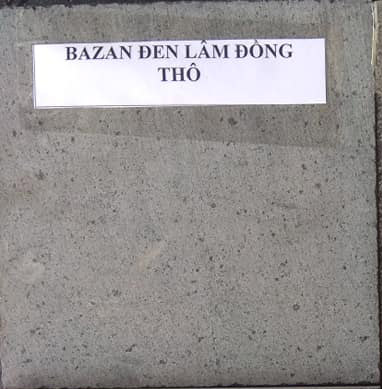 BAZAN ĐEN LÂM ĐỒNG
THÔ